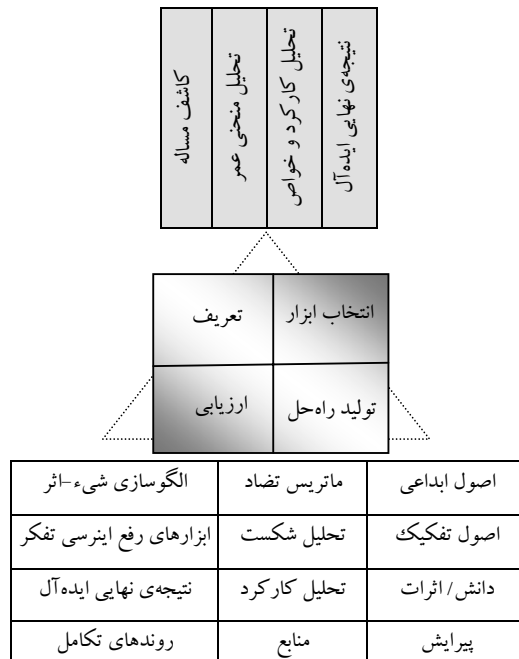 نتیجه‌ی نهایی ایده‌آل
تحلیل کارکرد و خواص
تحلیل منحنی عمر
کاشف مساله
انتخاب ابزار
تعریف
تولید راه‌حل
ارزیابی
اصول ابداعی
ماتریس تضاد
الگوسازی شیء-اثر
اصول تفکیک
تحلیل شکست
ابزارهای رفع اینرسی تفکر
دانش/ اثرات
تحلیل کارکرد
نتیجه‌ی نهایی ایده‌آل
پیرایش
منابع
روندهای تکامل